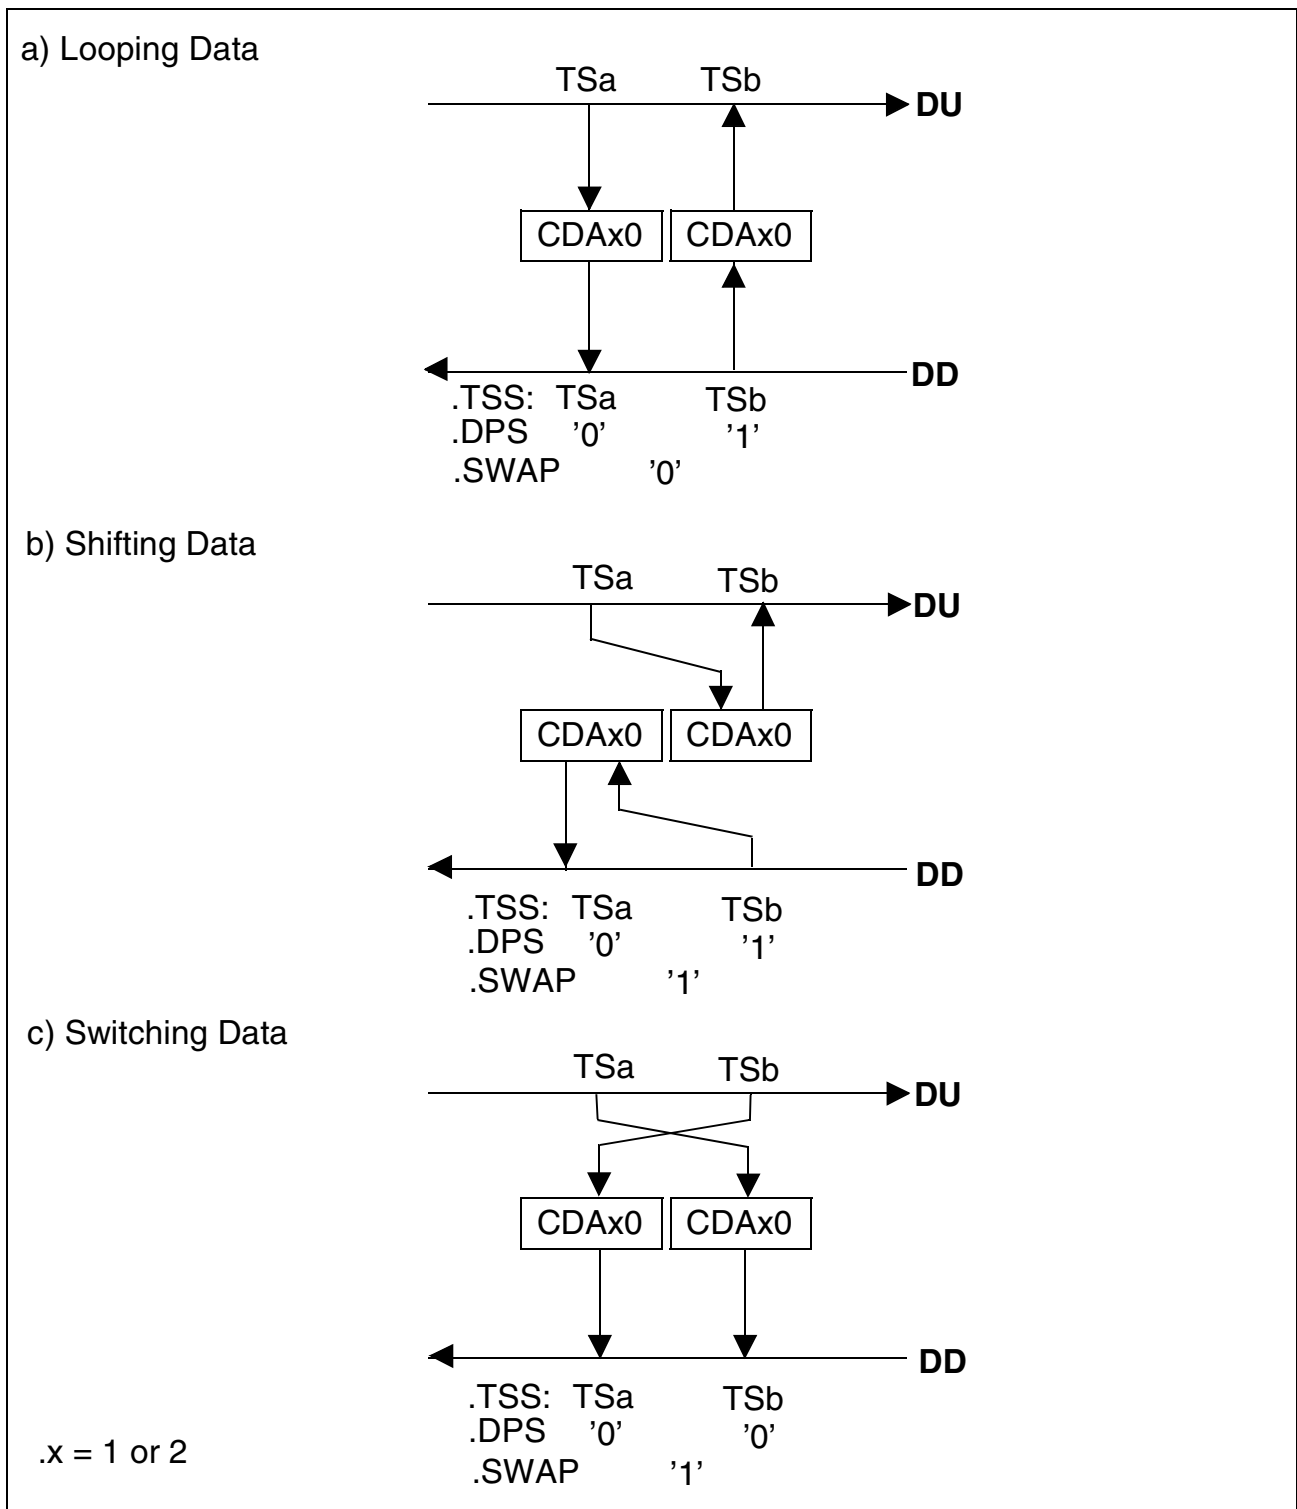 a) Looping Data
TSa TSb
DU
CDAx0 CDAx0
DD
.TSS: TSa TSb
.DPS '0' '1'
.SWAP '0'
b) Shifting Data
TSa TSb
DU
CDAx0 CDAx0
DD
.TSS: TSa TSb
.DPS '0' '1'
.SWAP '1'
c) Switching Data
TSa TSb
DU
CDAx0 CDAx0
DD
.TSS: TSa TSb
.DPS '0' '0'
.SWAP '1'
.x = 1 or 2